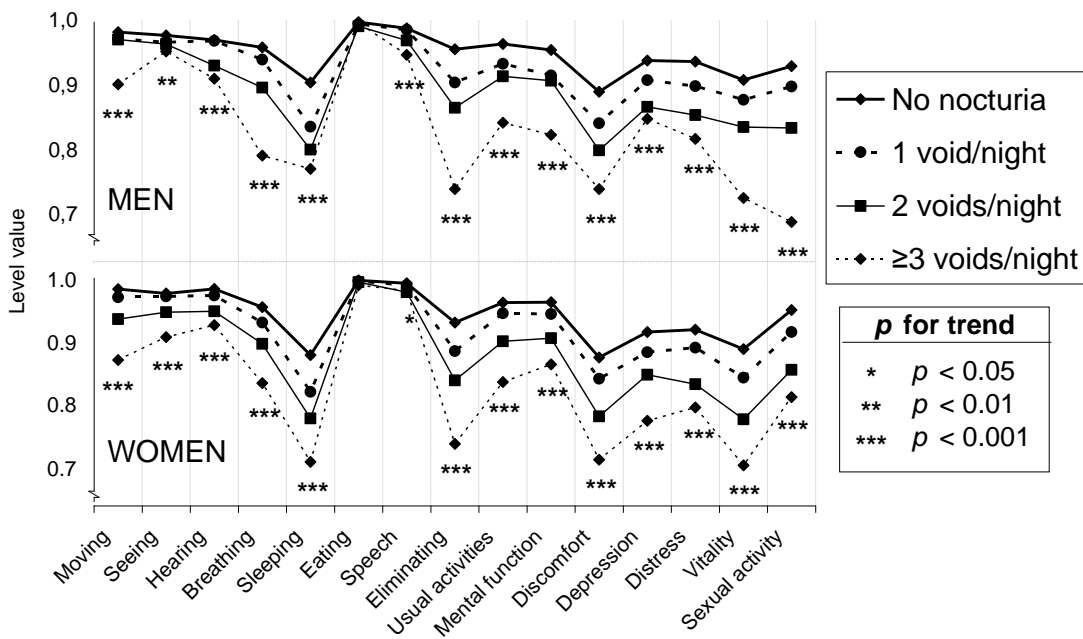 Level value
1,0
0,9
0,8
0,7
MEN
*** ** *** *** *** *** *** *** *** *** *** *** *** ***
1.0
0.9
0.8
0.7
WOMEN
*** *** *** *** *** * *** *** *** *** *** *** *** ***
Moving
Seeing
Hearing
Breathing
Sleeping
Eating
Speech
Eliminating
Usual activities
Mental function
Discomfort
Depression
Distress
Vitality
Sexual activity
No nocturia
1 void/night
2 voids/night
≥3 voids/night
p for trend
* p < 0.05
** p < 0.01
*** p < 0.001